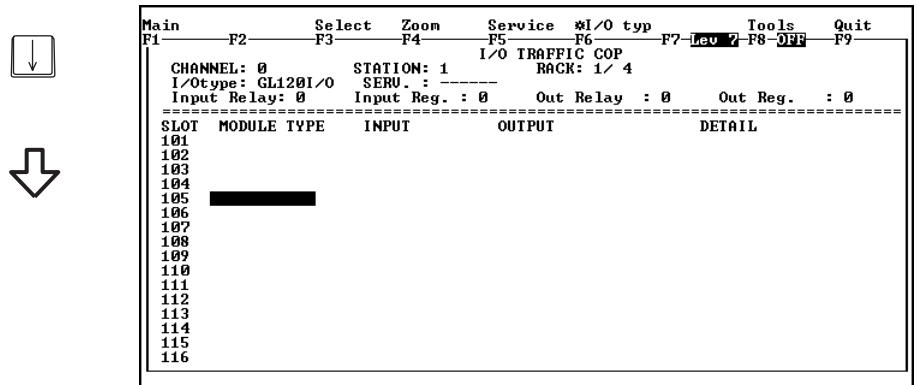 Main Select Zoom Service ✲I/O typ Tools Quit
F1 F2 F3 F4 F5 F6 F7 Lev 7 F8 OFF F9
I/O TRAFFIC COP
CHANNEL: 0 STATION: 1 RACK: 1/ 4
I/Otype: GL120I/O SERV. : ------
Input Relay: 0 Input Reg. : 0 Out Relay : 0 Out Reg. : 0
SLOT MODULE TYPE INPUT OUTPUT DETAIL
101
102
103
104
105
106
107
108
109
110
111
112
113
114
115
116